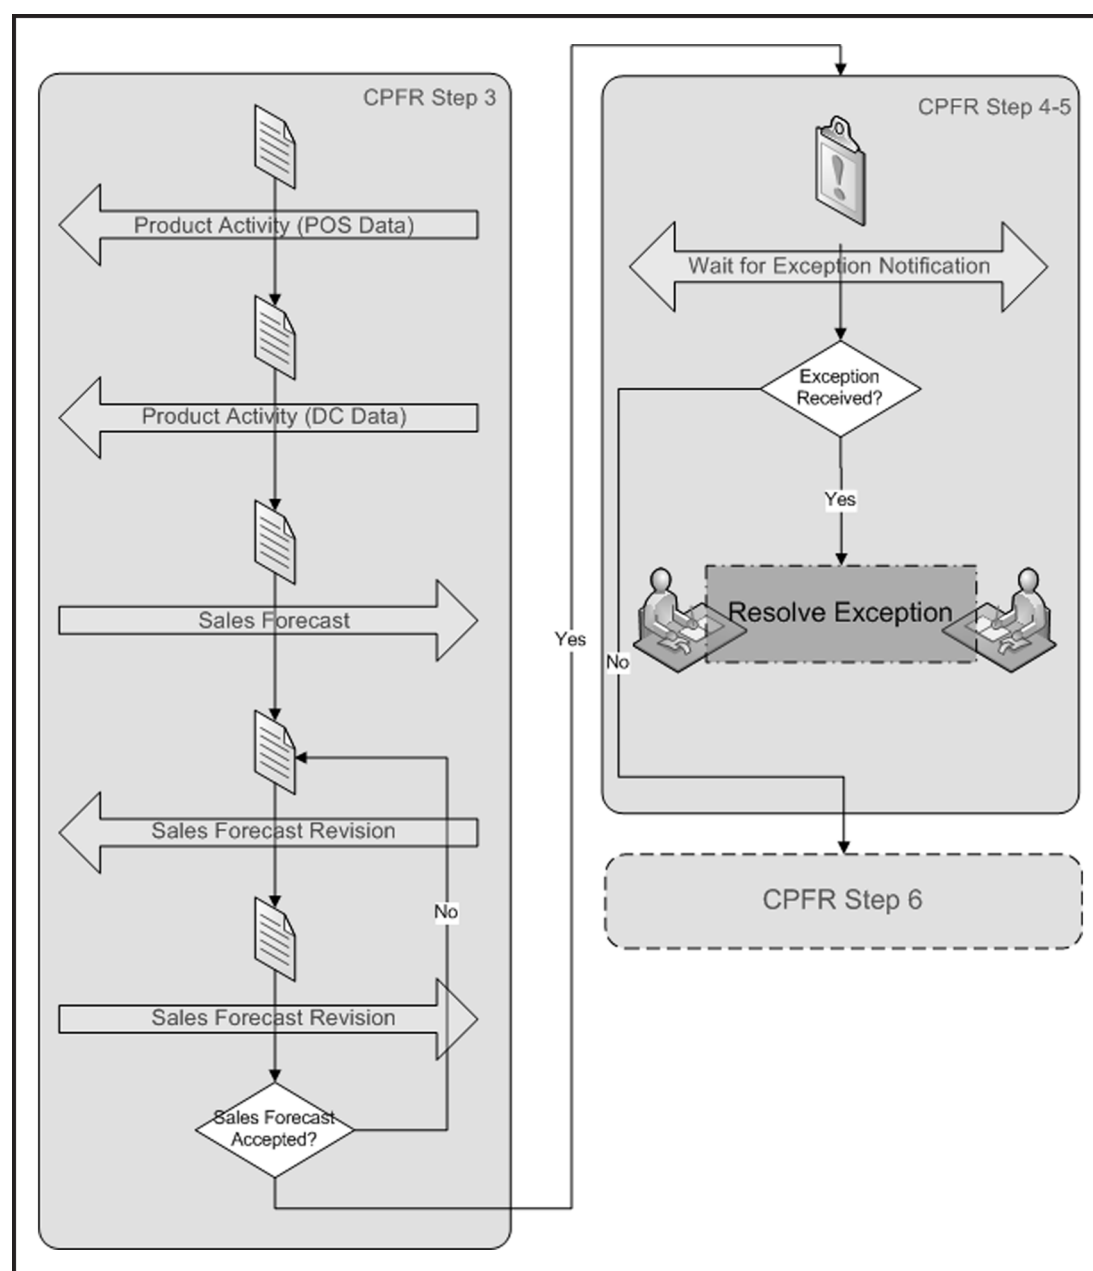 CPFR Step 3
Product Activity (POS Data)
Product Activity (DC Data)
Sales Forecast
Sales Forecast Revision
No
Sales Forecast Revision
Sales Forecast
Accepted?
Yes
CPFR Step 4-5
Wait for Exception Notification
Exception
Received?
Yes
Resolve Exception
No
CPFR Step 6